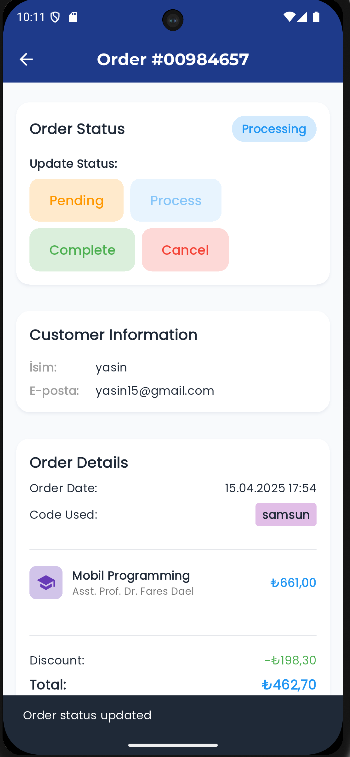 10:11
Order #00984657
Order Status
Processing
Update Status:
Pending
Process
Complete
Cancel
Customer Information
İsim: yasin
E-posta: yasin15@gmail.com
Order Details
Order Date: 15.04.2025 17:54
Code Used: samsun
Mobil Programming
₺661,00
Asst. Prof. Dr. Fares Dael
Discount: -₺198,30
Total: ₺462,70
Order status updated